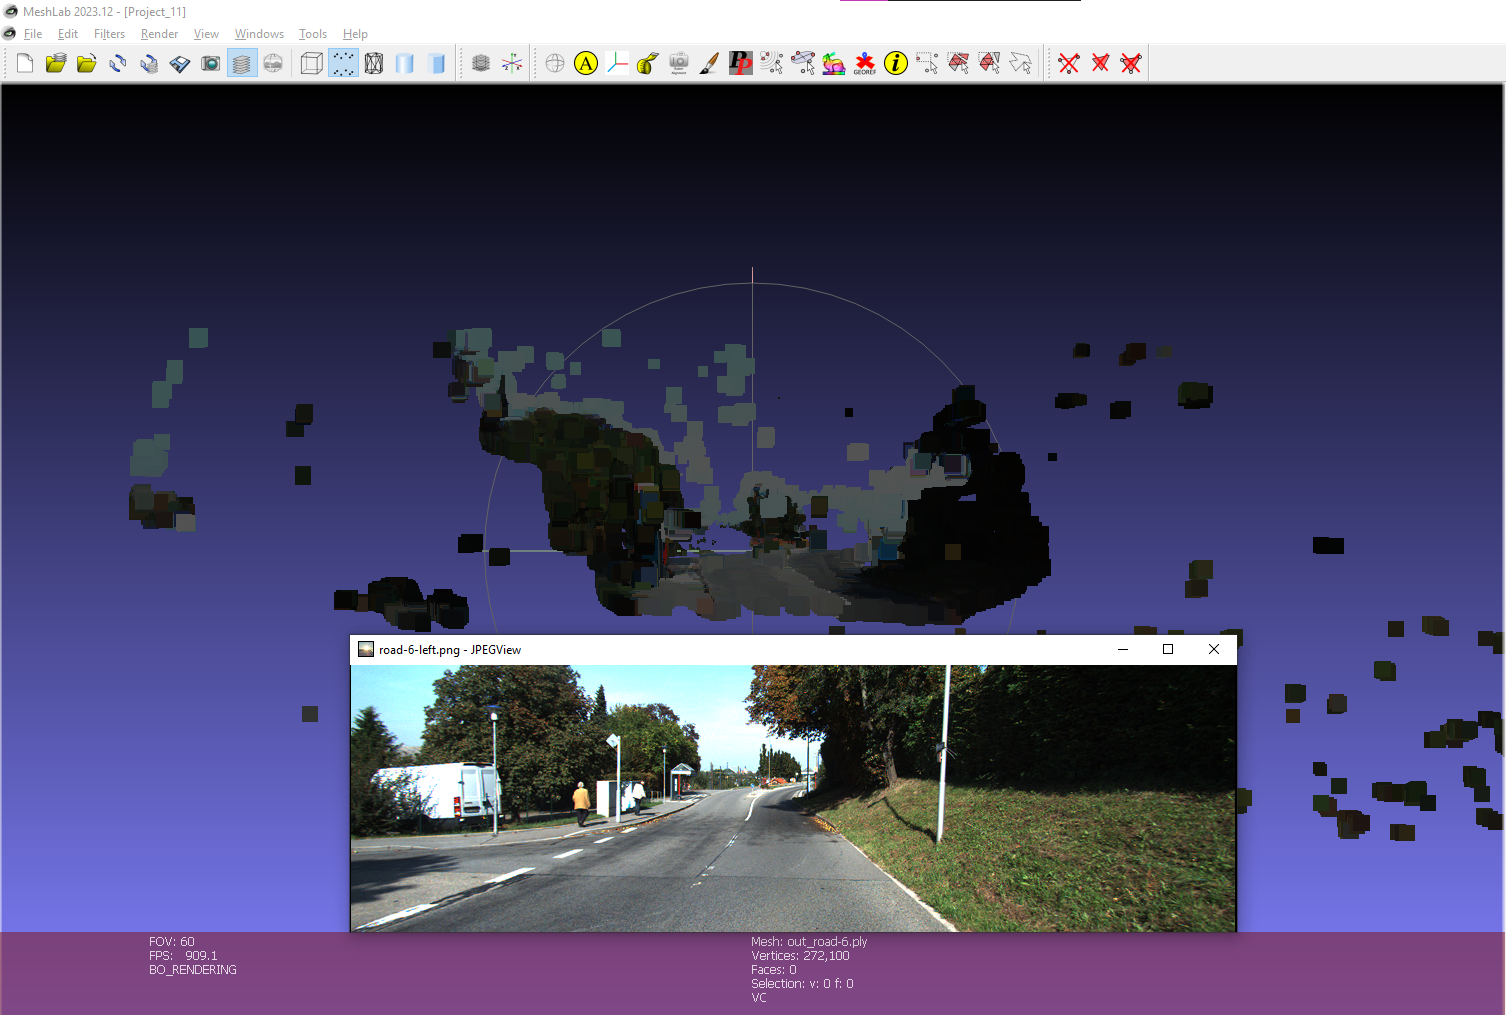 MeshLab 2023.12 - [Project_11]
File Edit Filters Render View Windows Tools Help
A
PP
GEOREF
i
road-6-left.png - JPEGView
FOV: 60
FPS: 909.1
BO_RENDERING
Mesh: out_road-6.ply
Vertices: 272,100
Faces: 0
Selection: v: 0 f: 0
VC